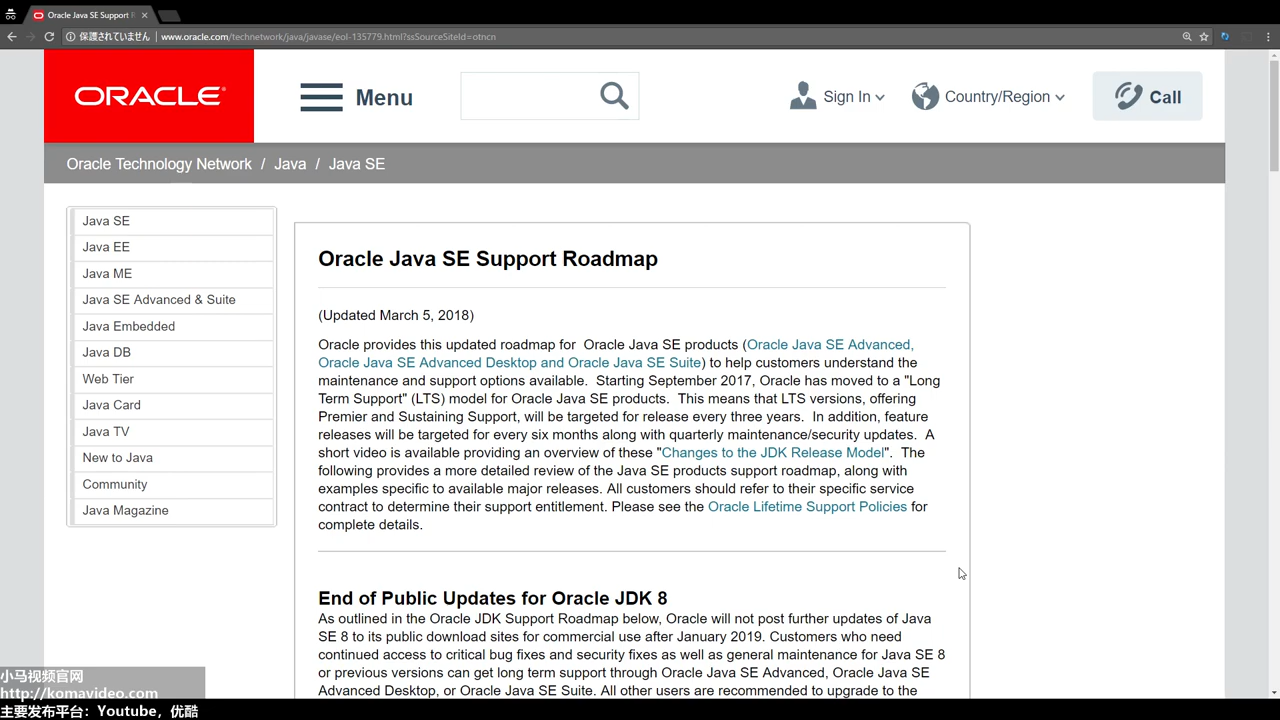 Oracle Java SE Support R
保護されていません
www.oracle.com/technetwork/java/javase/eol-135779.html?ssSourceSiteId=otncn
ORACLE®
Menu
Sign In
Country/Region
Call
Oracle Technology Network / Java / Java SE
Java SE
Java EE
Java ME
Java SE Advanced & Suite
Java Embedded
Java DB
Web Tier
Java Card
Java TV
New to Java
Community
Java Magazine
Oracle Java SE Support Roadmap
(Updated March 5, 2018)
Oracle provides this updated roadmap for Oracle Java SE products (Oracle Java SE Advanced,
Oracle Java SE Advanced Desktop and Oracle Java SE Suite) to help customers understand the
maintenance and support options available. Starting September 2017, Oracle has moved to a "Long
Term Support" (LTS) model for Oracle Java SE products. This means that LTS versions, offering
Premier and Sustaining Support, will be targeted for release every three years. In addition, feature
releases will be targeted for every six months along with quarterly maintenance/security updates. A
short video is available providing an overview of these "Changes to the JDK Release Model". The
following provides a more detailed review of the Java SE products support roadmap, along with
examples specific to available major releases. All customers should refer to their specific service
contract to determine their support entitlement. Please see the Oracle Lifetime Support Policies for
complete details.
End of Public Updates for Oracle JDK 8
As outlined in the Oracle JDK Support Roadmap below, Oracle will not post further updates of Java
SE 8 to its public download sites for commercial use after January 2019. Customers who need
continued access to critical bug fixes and security fixes as well as general maintenance for Java SE 8
or previous versions can get long term support through Oracle Java SE Advanced, Oracle Java SE
Advanced Desktop, or Oracle Java SE Suite. All other users are recommended to upgrade to the
小马视频官网
http://komavideo.com
主要发布平台：Youtube，优酷